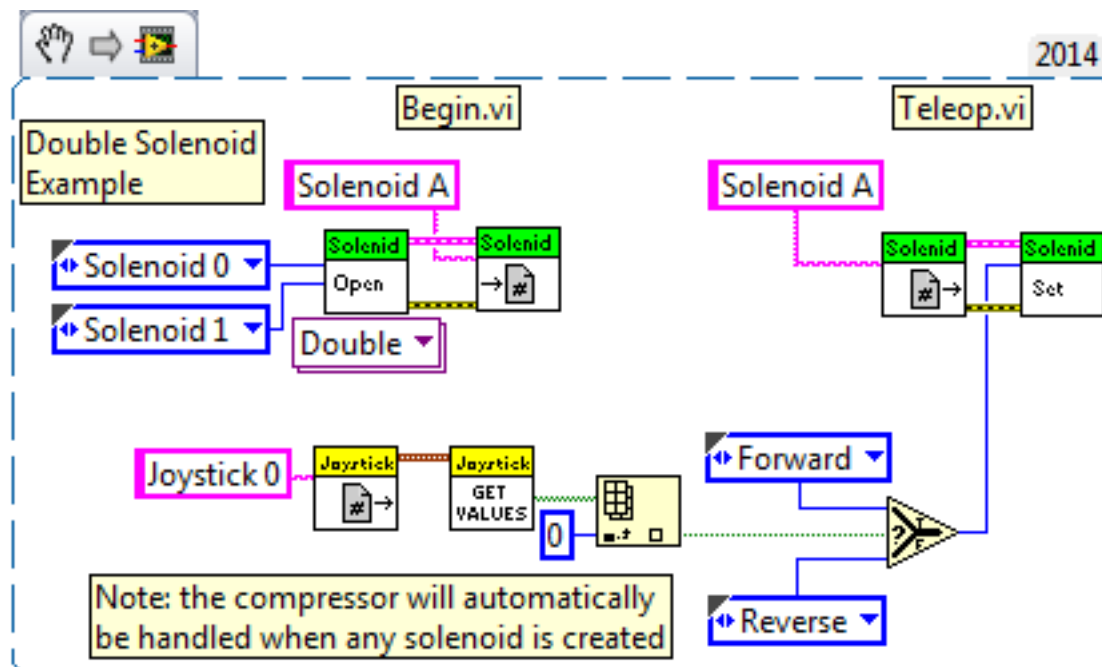 2014
Begin.vi
Teleop.vi
Double Solenoid
Example
Solenoid A
Solenoid A
Solenid
Solenid
Solenid
Solenid
Solenoid 0
Open
#
#
Set
Solenoid 1
Double
Joystick 0
Joystick
Joystick
#
GET
VALUES
0
Forward
?
T
F
Reverse
Note: the compressor will automatically
be handled when any solenoid is created